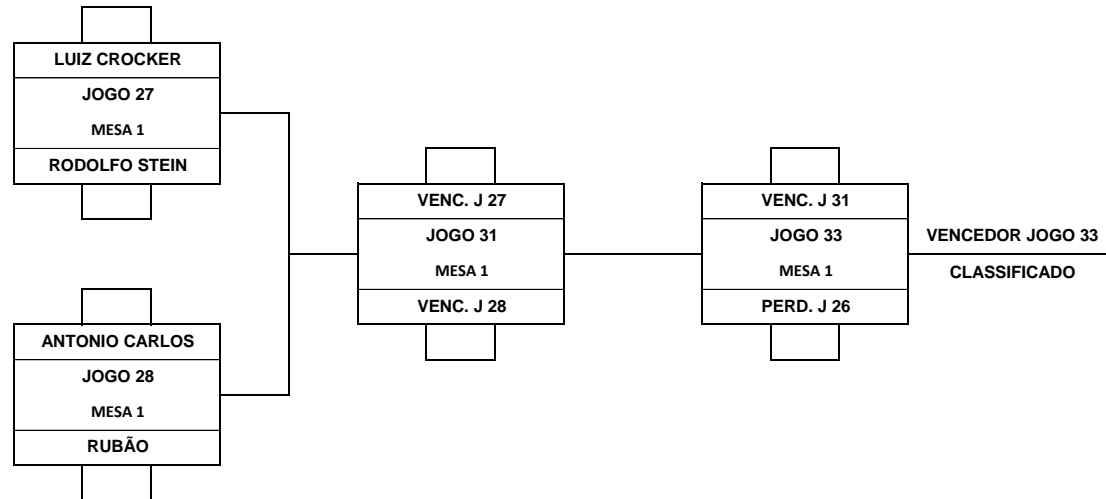 LUIZ CROCKER
JOGO 27
MESA 1
RODOLFO STEIN
ANTONIO CARLOS
JOGO 28
MESA 1
RUBÃO
VENC. J 27
JOGO 31
MESA 1
VENC. J 28
VENC. J 31
JOGO 33
MESA 1
PERD. J 26
VENCEDOR JOGO 33
CLASSIFICADO